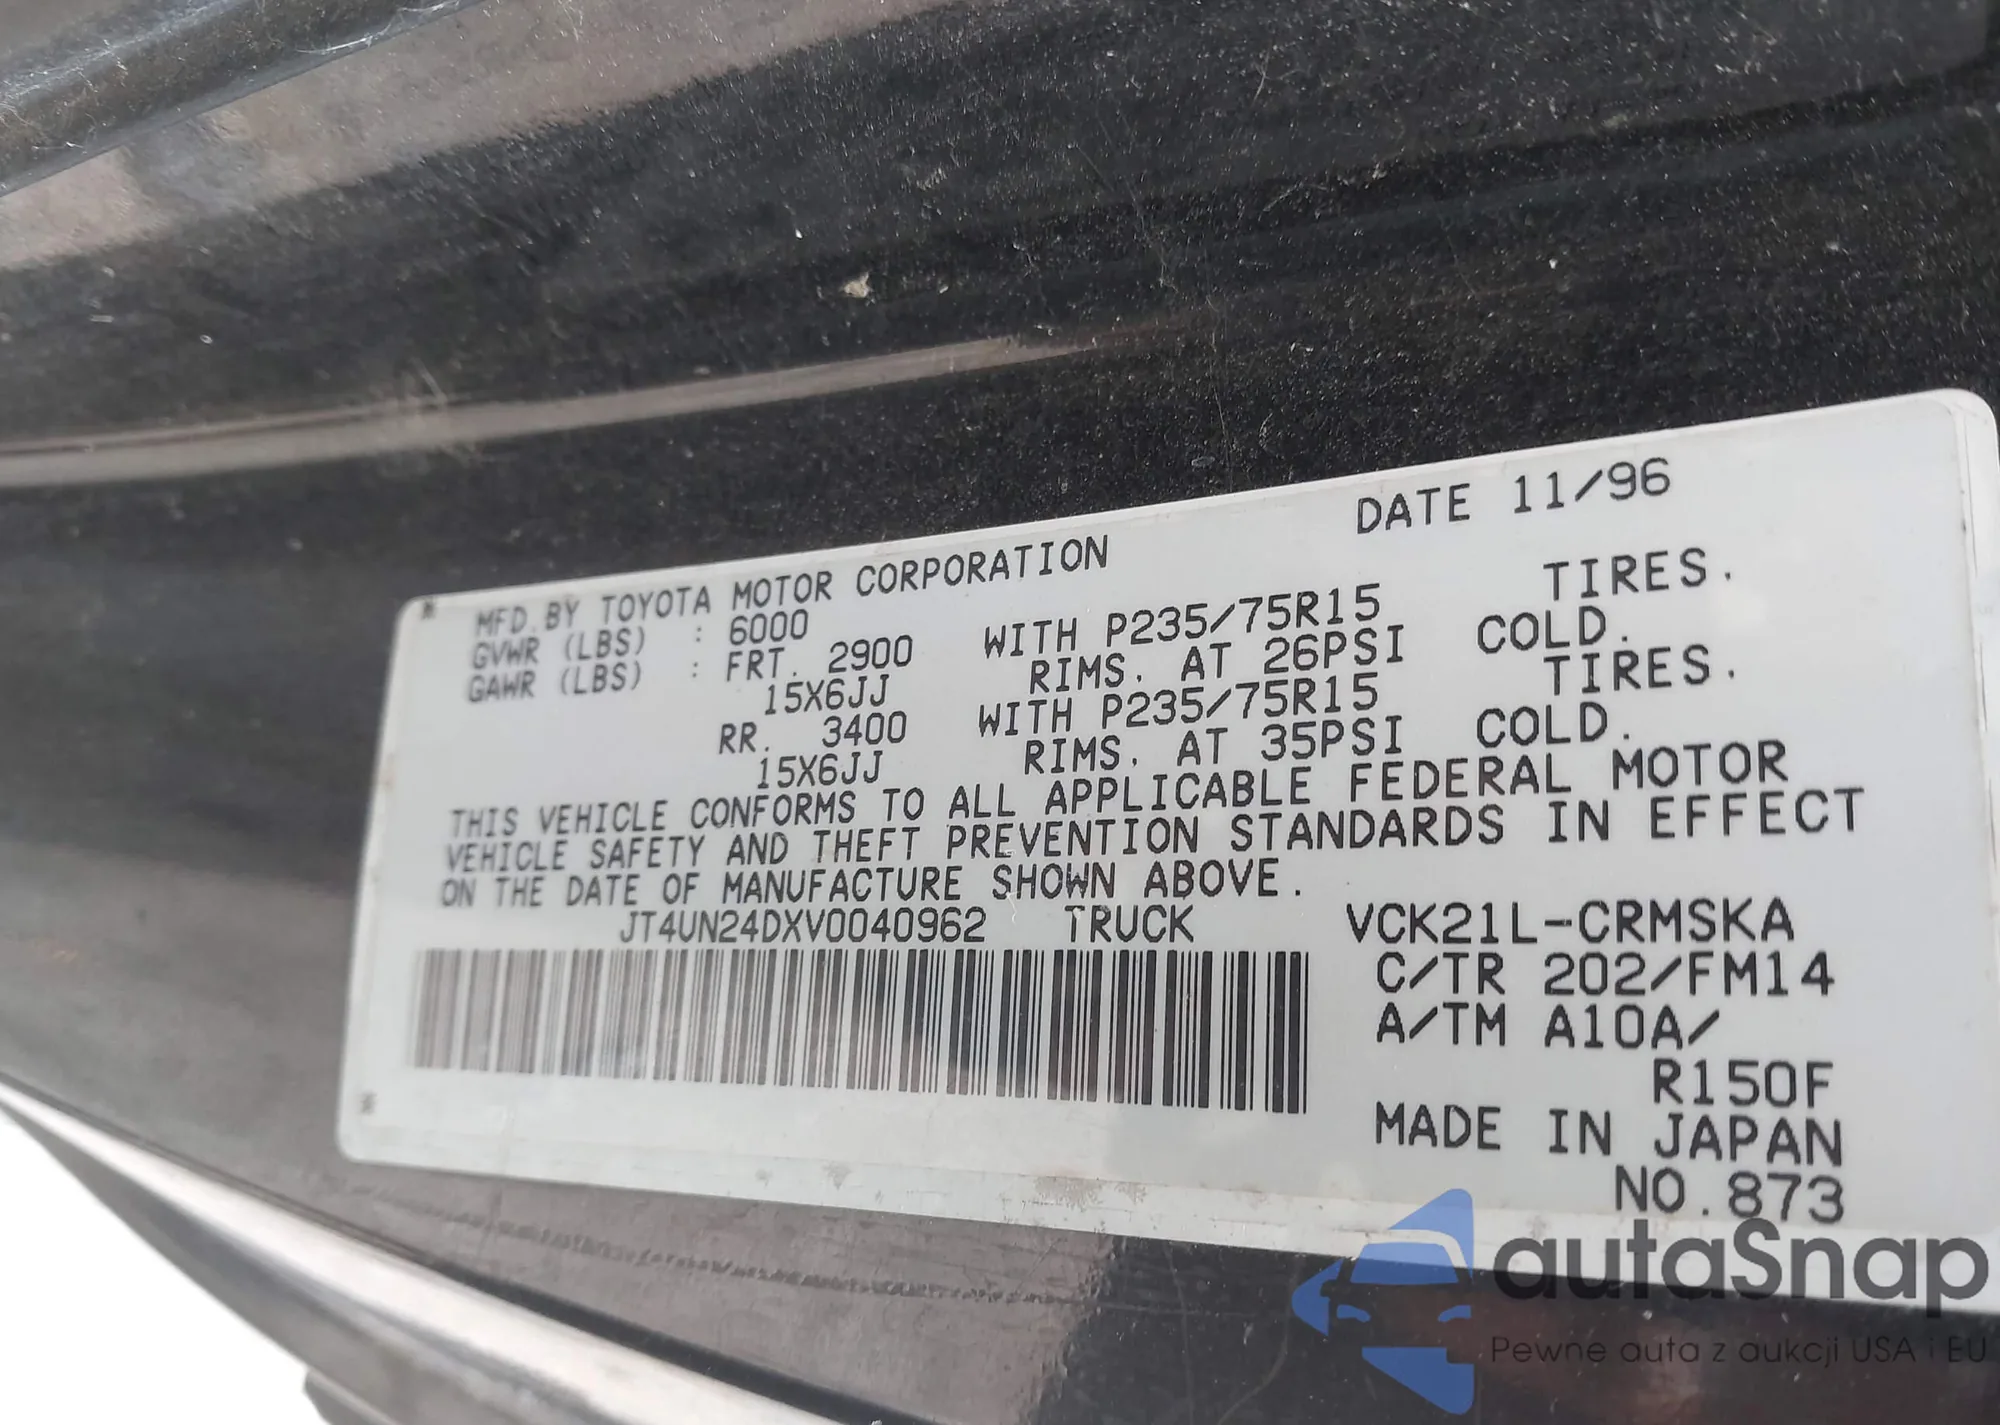 DATE 11/96
MFD.BY TOYOTA MOTOR CORPORATION
GVWR (LBS) : 6000
GAWR (LBS) : FRT. 2900 WITH P235/75R15 TIRES.
15X6JJ RIMS. AT 26PSI COLD.
RR. 3400 WITH P235/75R15 TIRES.
15X6JJ RIMS. AT 35PSI COLD.
THIS VEHICLE CONFORMS TO ALL APPLICABLE FEDERAL MOTOR
VEHICLE SAFETY AND THEFT PREVENTION STANDARDS IN EFFECT
ON THE DATE OF MANUFACTURE SHOWN ABOVE.
JT4UN24DXV0040962 TRUCK VCK21L-CRMSKA
C/TR 202/FM14
A/TM A10A/
R150F
MADE IN JAPAN
NO.873
autaSnap
Pewne auta z aukcji USA i EU